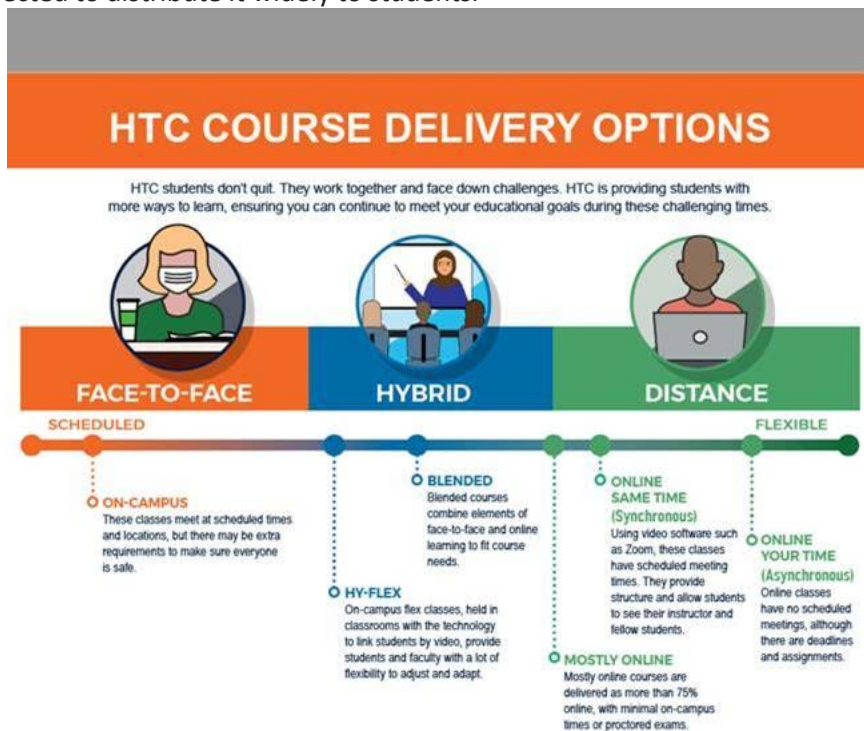 to distribute it widely to students.
HTC COURSE DELIVERY OPTIONS
HTC students don't quit. They work together and face down challenges. HTC is providing students with
more ways to learn, ensuring you can continue to meet your educational goals during these challenging times.
FACE-TO-FACE
HYBRID
DISTANCE
SCHEDULED
FLEXIBLE
ON-CAMPUS
These classes meet at scheduled times
and locations, but there may be extra
requirements to make sure everyone
is safe.
HY-FLEX
On-campus flex classes, held in
classrooms with the technology
to link students by video, provide
students and faculty with a lot of
flexibility to adjust and adapt.
BLENDED
Blended courses
combine elements of
face-to-face and online
learning to fit course
needs.
MOSTLY ONLINE
Mostly online courses are
delivered as more than 75%
online, with minimal on-campus
times or proctored exams.
ONLINE
SAME TIME
(Synchronous)
Using video software such
as Zoom, these classes
have scheduled meeting
times. They provide
structure and allow students
to see their instructor and
fellow students.
ONLINE
YOUR TIME
(Asynchronous)
Online classes
have no scheduled
meetings, although
there are deadlines
and assignments.